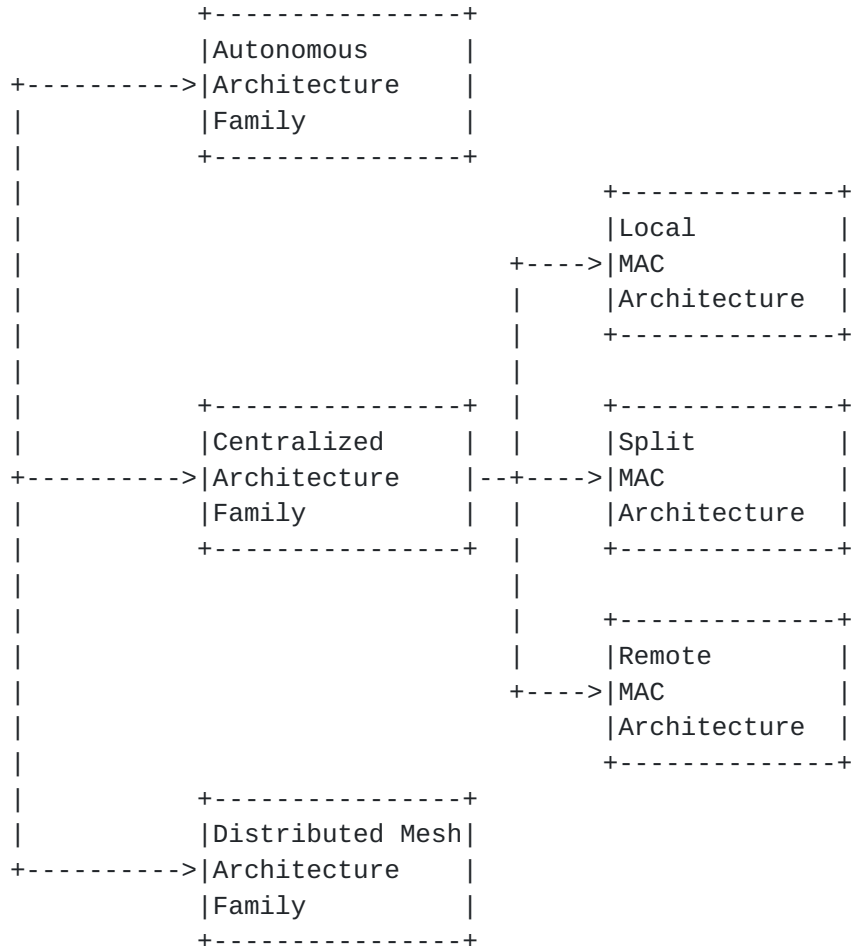 Autonomous
Architecture
Family
Local
MAC
Architecture
Centralized
Architecture
Family
Split
MAC
Architecture
Remote
MAC
Architecture
Distributed Mesh
Architecture
Family